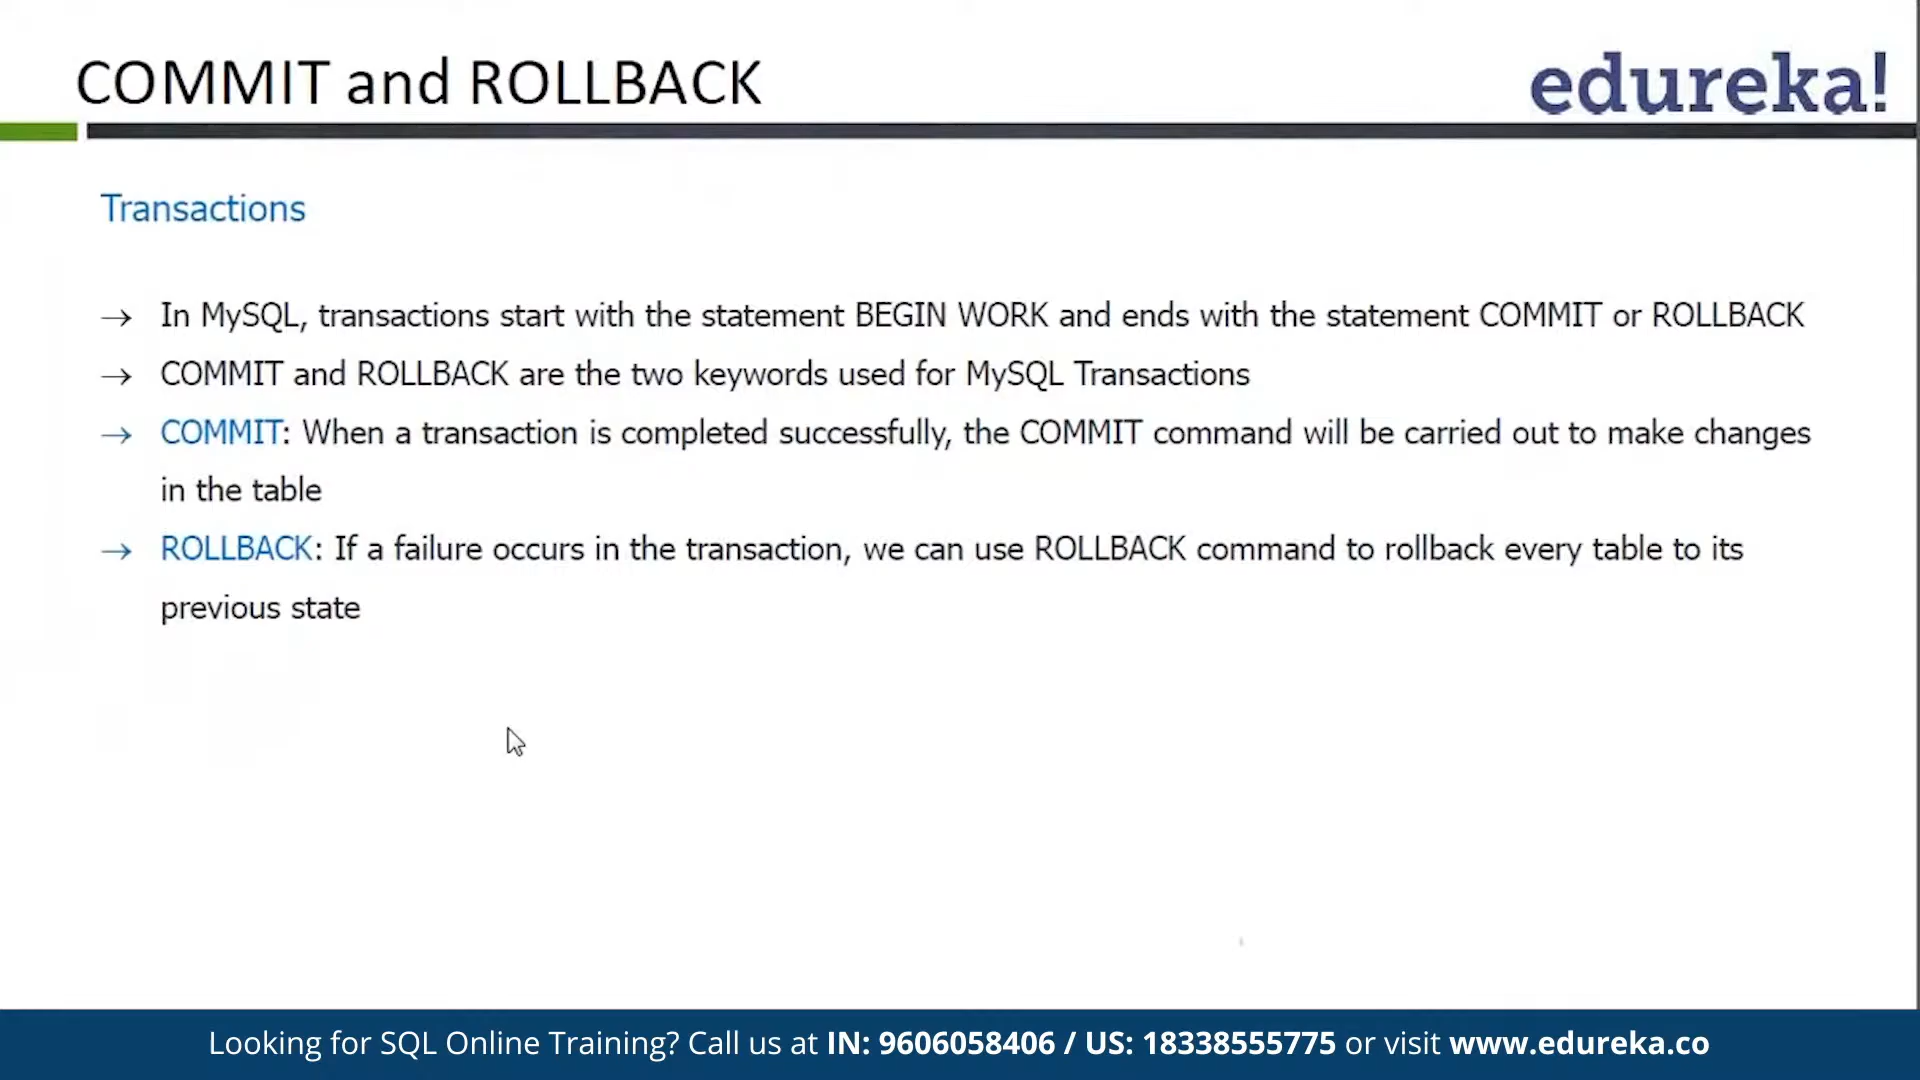 COMMIT and ROLLBACK
edureka!
Transactions
→ In MySQL, transactions start with the statement BEGIN WORK and ends with the statement COMMIT or ROLLBACK
→ COMMIT and ROLLBACK are the two keywords used for MySQL Transactions
→ COMMIT: When a transaction is completed successfully, the COMMIT command will be carried out to make changes
in the table
→ ROLLBACK: If a failure occurs in the transaction, we can use ROLLBACK command to rollback every table to its
previous state
Looking for SQL Online Training? Call us at IN: 9606058406 / US: 18338555775 or visit www.edureka.co